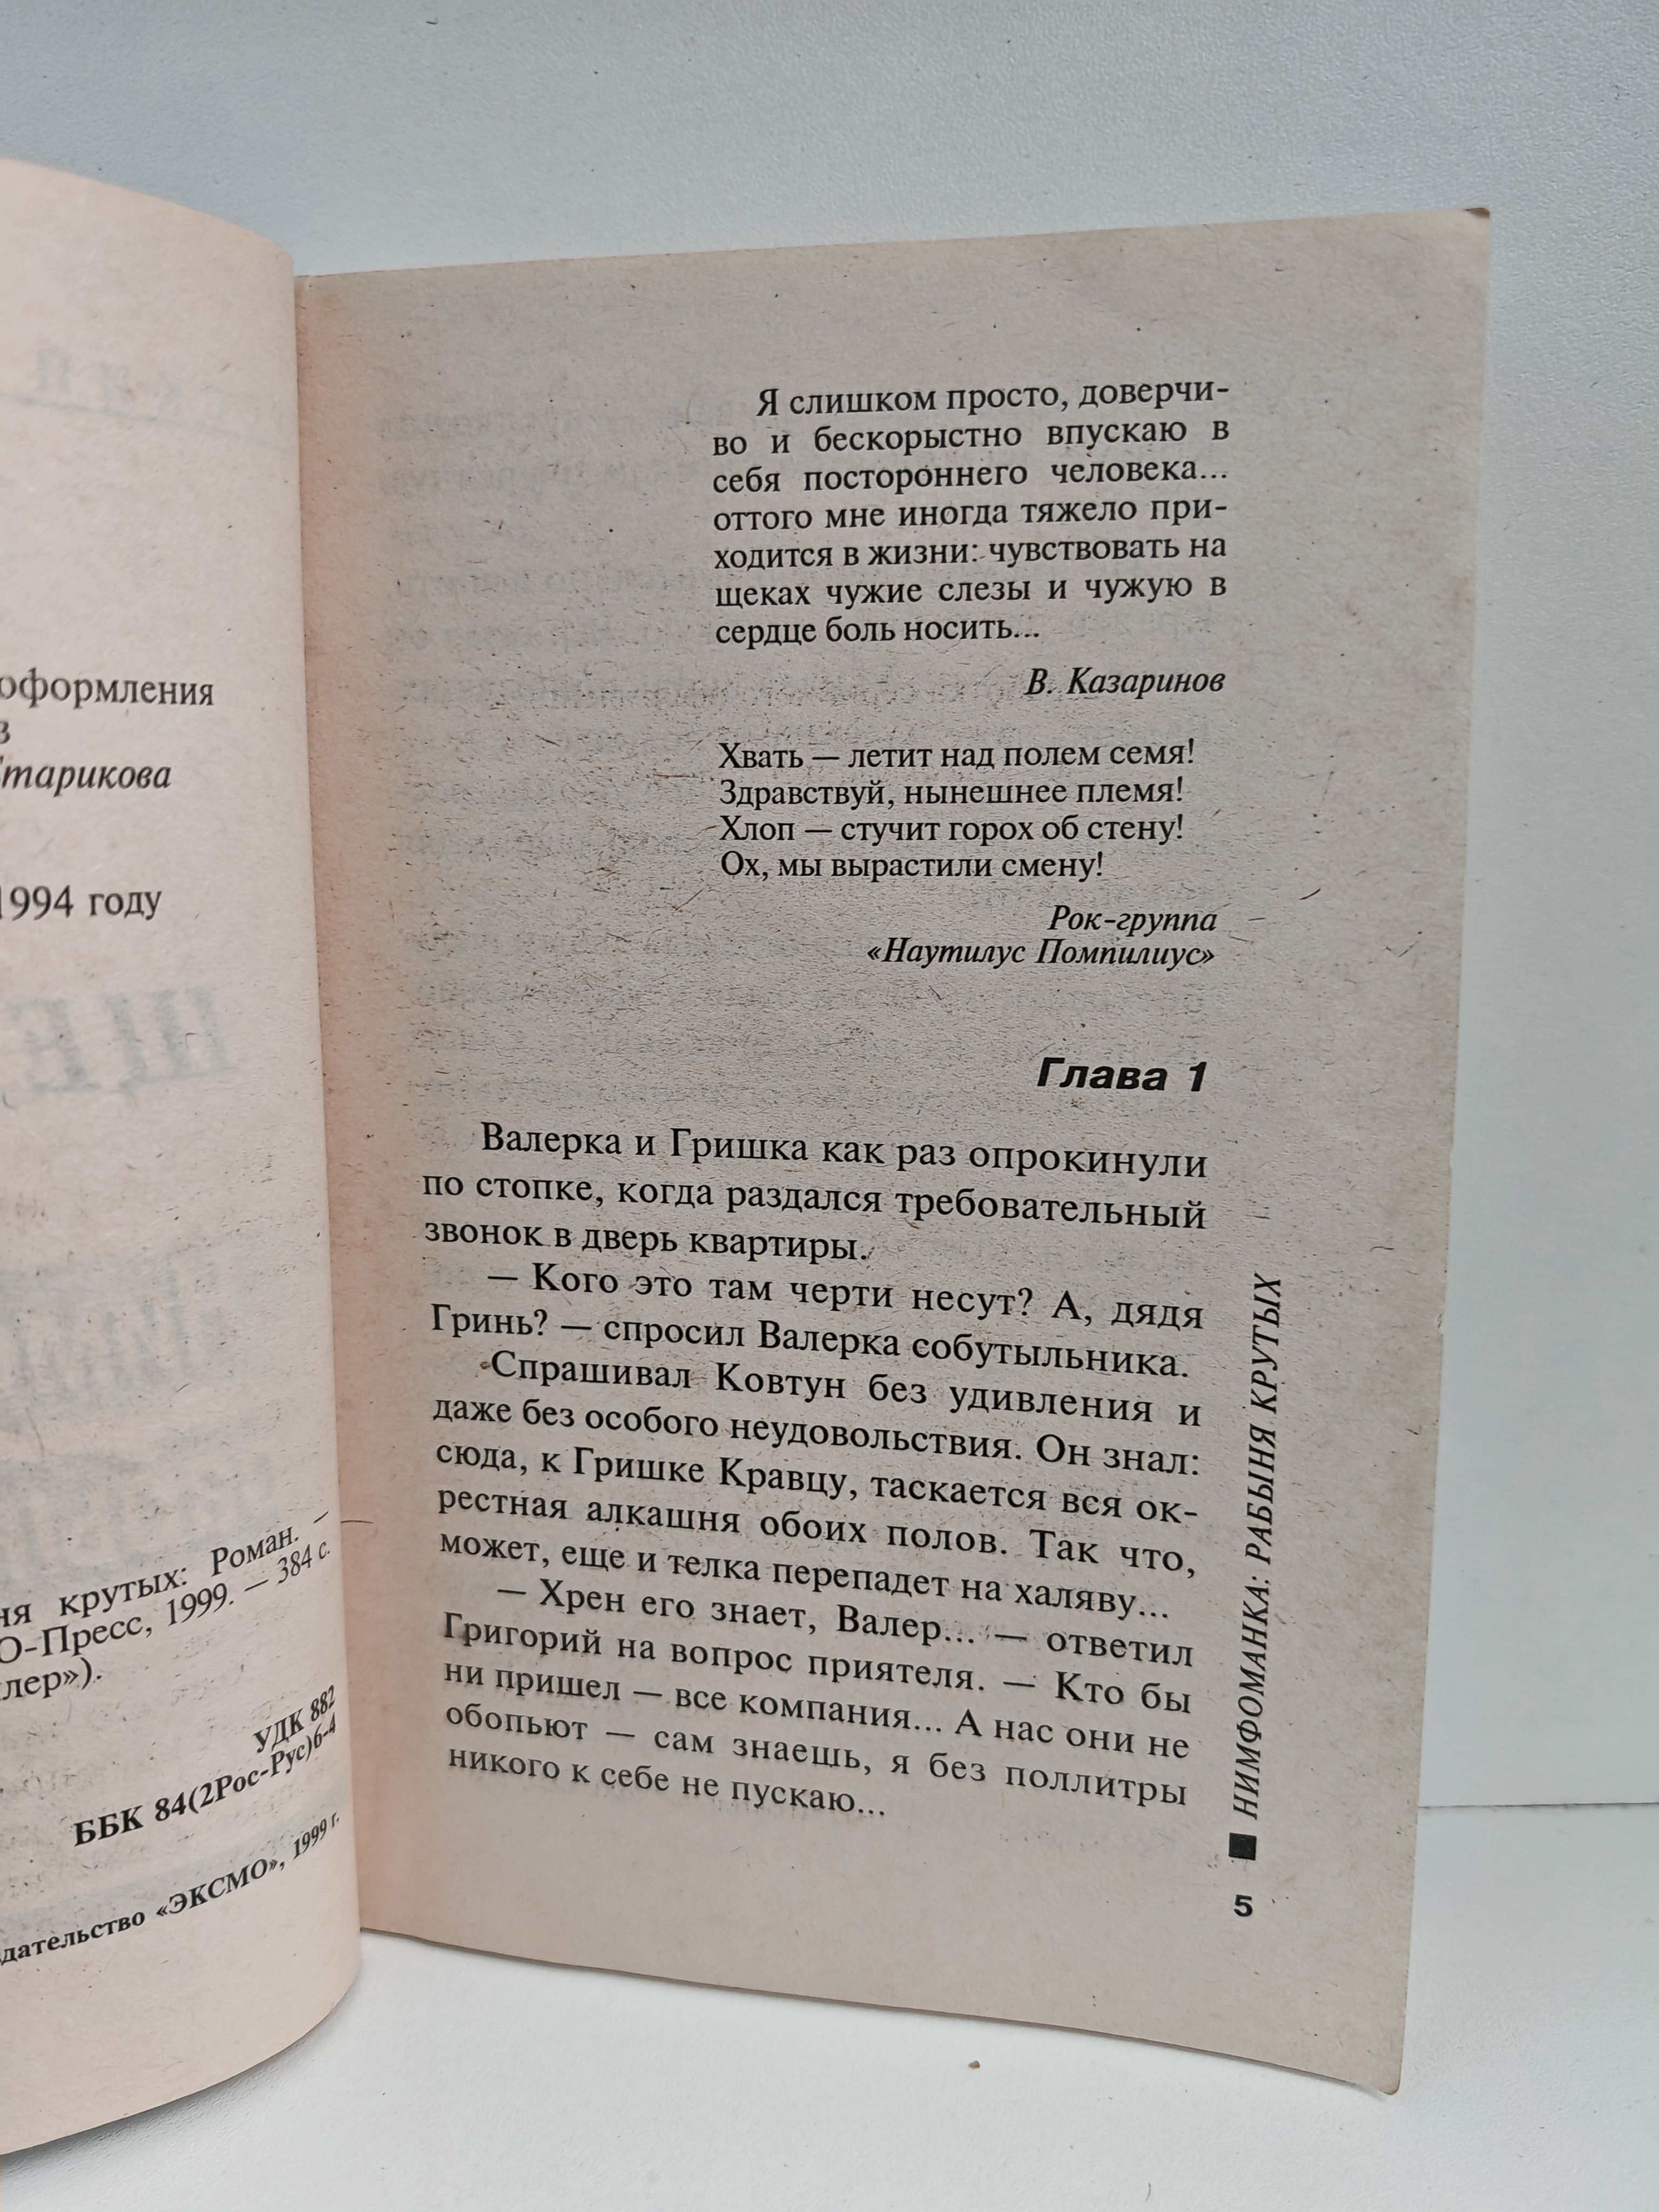 оформления
в
Старикова
1994 году
крутых: Роман. —
О-Пресс, 1999. — 384 с.
УДК 882
ББК 84(2Рос-Рус)6-4
«ЭКСМО», 1999 г.
Я слишком просто, доверчи-
во и бескорыстно впускаю в
себя постороннего человека...
оттого мне иногда тяжело при-
ходится в жизни: чувствовать на
щеках чужие слезы и чужую в
сердце боль носить...
В. Казаринов
Хвать — летит над полем семя!
Здравствуй, нынешнее племя!
Хлоп — стучит горох об стену!
Ох, мы вырастили смену!
Рок-группа
«Наутилус Помпилиус»
Глава 1
Валерка и Гришка как раз опрокинули
по стопке, когда раздался требовательный
звонок в дверь квартиры.
— Кого это там черти несут? А, дядя
Гринь? — спросил Валерка собутыльника.
Спрашивал Ковтун без удивления и
даже без особого неудовольствия. Он знал:
сюда, к Гришке Кравцу, таскается вся ок-
рестная алкашня обоих полов. Так что,
может, еще и телка перепадет на халяву...
— Хрен его знает, Валер... — ответил
Григорий на вопрос приятеля. — Кто бы
ни пришел — все компания... А нас они не
обопьют — сам знаешь, я без поллитры
никого к себе не пускаю...
НИМФОМАНКА: РАБЫНЯ КРУТЫХ
5